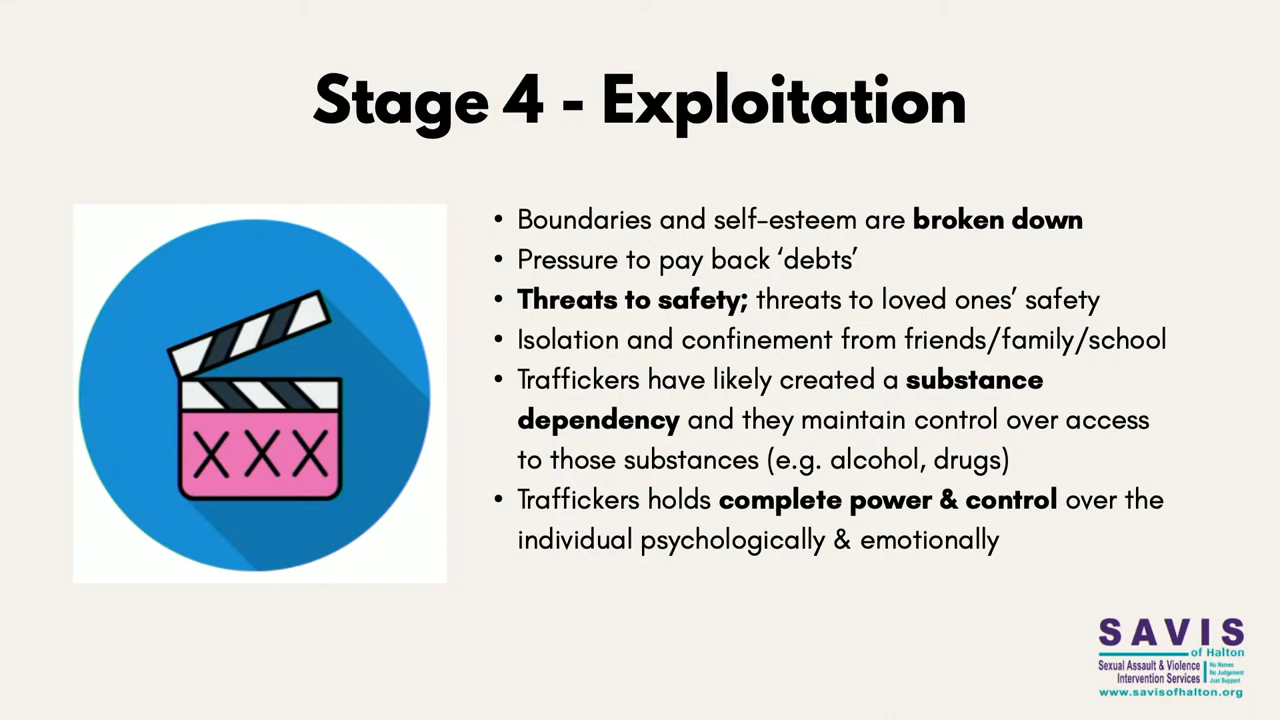 Stage 4 - Exploitation
• Boundaries and self-esteem are broken down
• Pressure to pay back ‘debts’
• Threats to safety; threats to loved ones’ safety
• Isolation and confinement from friends/family/school
• Traffickers have likely created a substance
dependency and they maintain control over access
to those substances (e.g. alcohol, drugs)
• Traffickers holds complete power & control over the
individual psychologically & emotionally
XXX
SAVIS
of Halton
Sexual Assault & Violence
Intervention Services
No Names
No Judgement
Just Support
www.savisofhalton.org